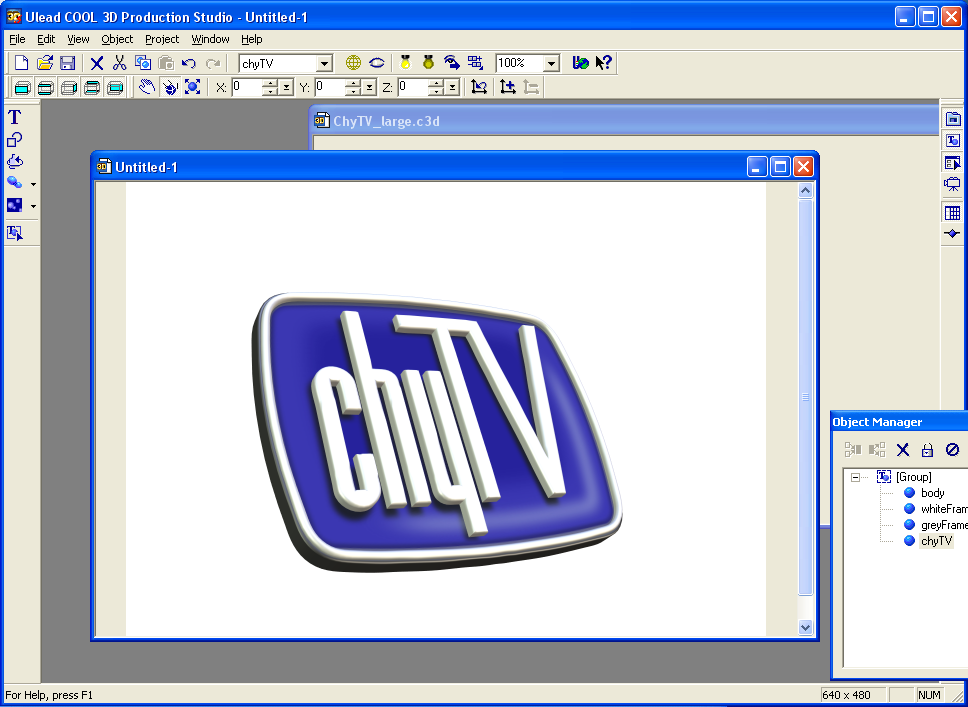 Ulead COOL 3D Production Studio - Untitled-1
File Edit View Object Project Window Help
chyTV 100%
X: 0 Y: 0 Z: 0
ChyTV_large.c3d
Untitled-1
chyTV
Object Manager
[Group]
body
whiteFram
greyFrame
chyTV
For Help, press F1 640 x 480 NUM